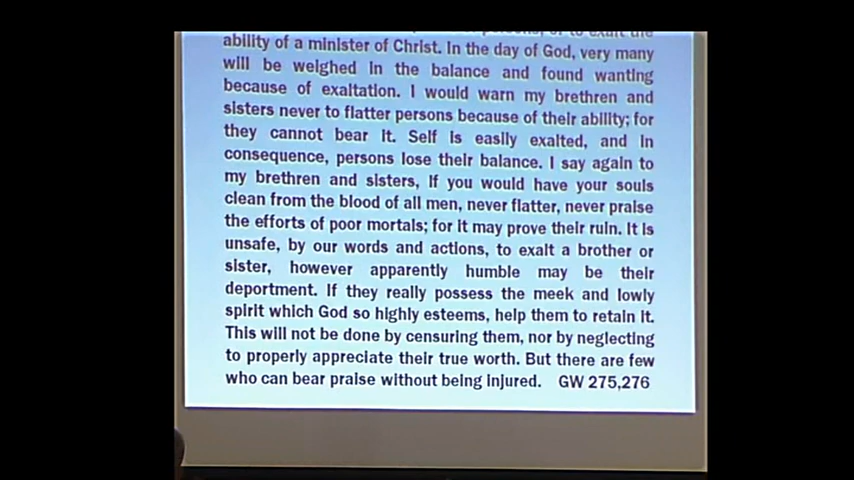 to exalt the
ability of a minister of Christ. In the day of God, very many
will be weighed in the balance and found wanting
because of exaltation. I would warn my brethren and
sisters never to flatter persons because of their ability; for
they cannot bear it. Self is easily exalted, and in
consequence, persons lose their balance. I say again to
my brethren and sisters, If you would have your souls
clean from the blood of all men, never flatter, never praise
the efforts of poor mortals; for it may prove their ruin. It is
unsafe, by our words and actions, to exalt a brother or
sister, however apparently humble may be their
deportment. If they really possess the meek and lowly
spirit which God so highly esteems, help them to retain it.
This will not be done by censuring them, nor by neglecting
to properly appreciate their true worth. But there are few
who can bear praise without being injured. GW 275,276